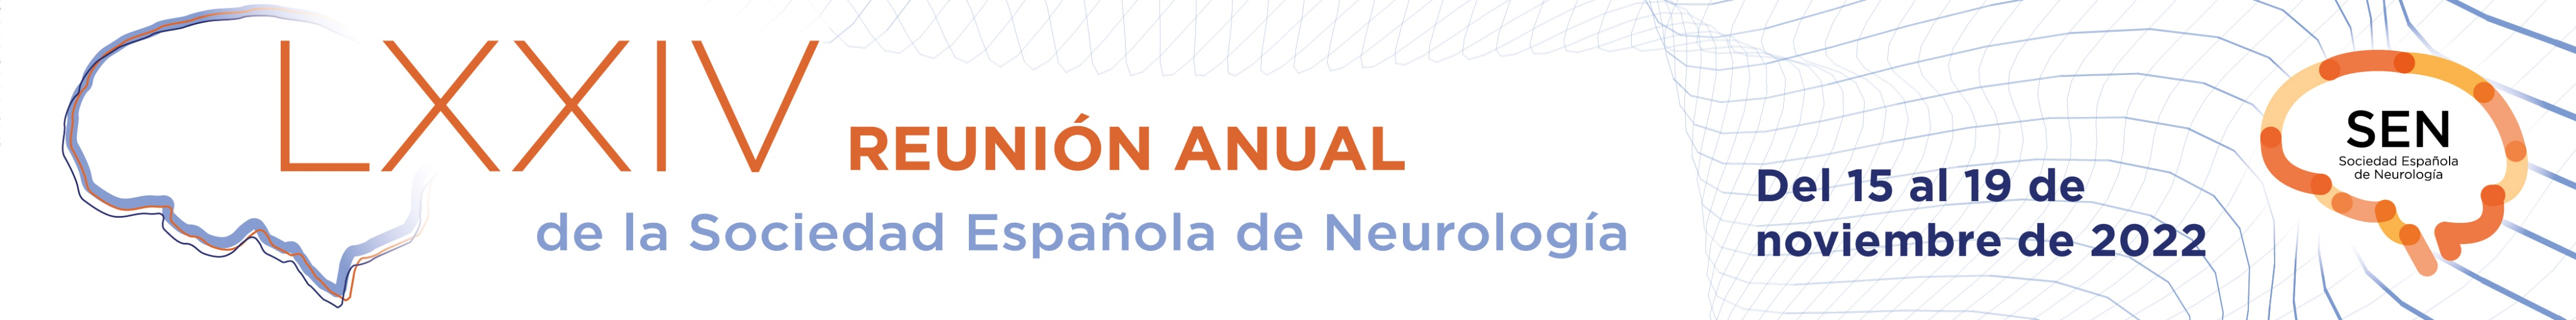 LXXIV REUNIÓN ANUAL
de la Sociedad Española de Neurología
Del 15 al 19 de
noviembre de 2022
SEN
Sociedad Española
de Neurología